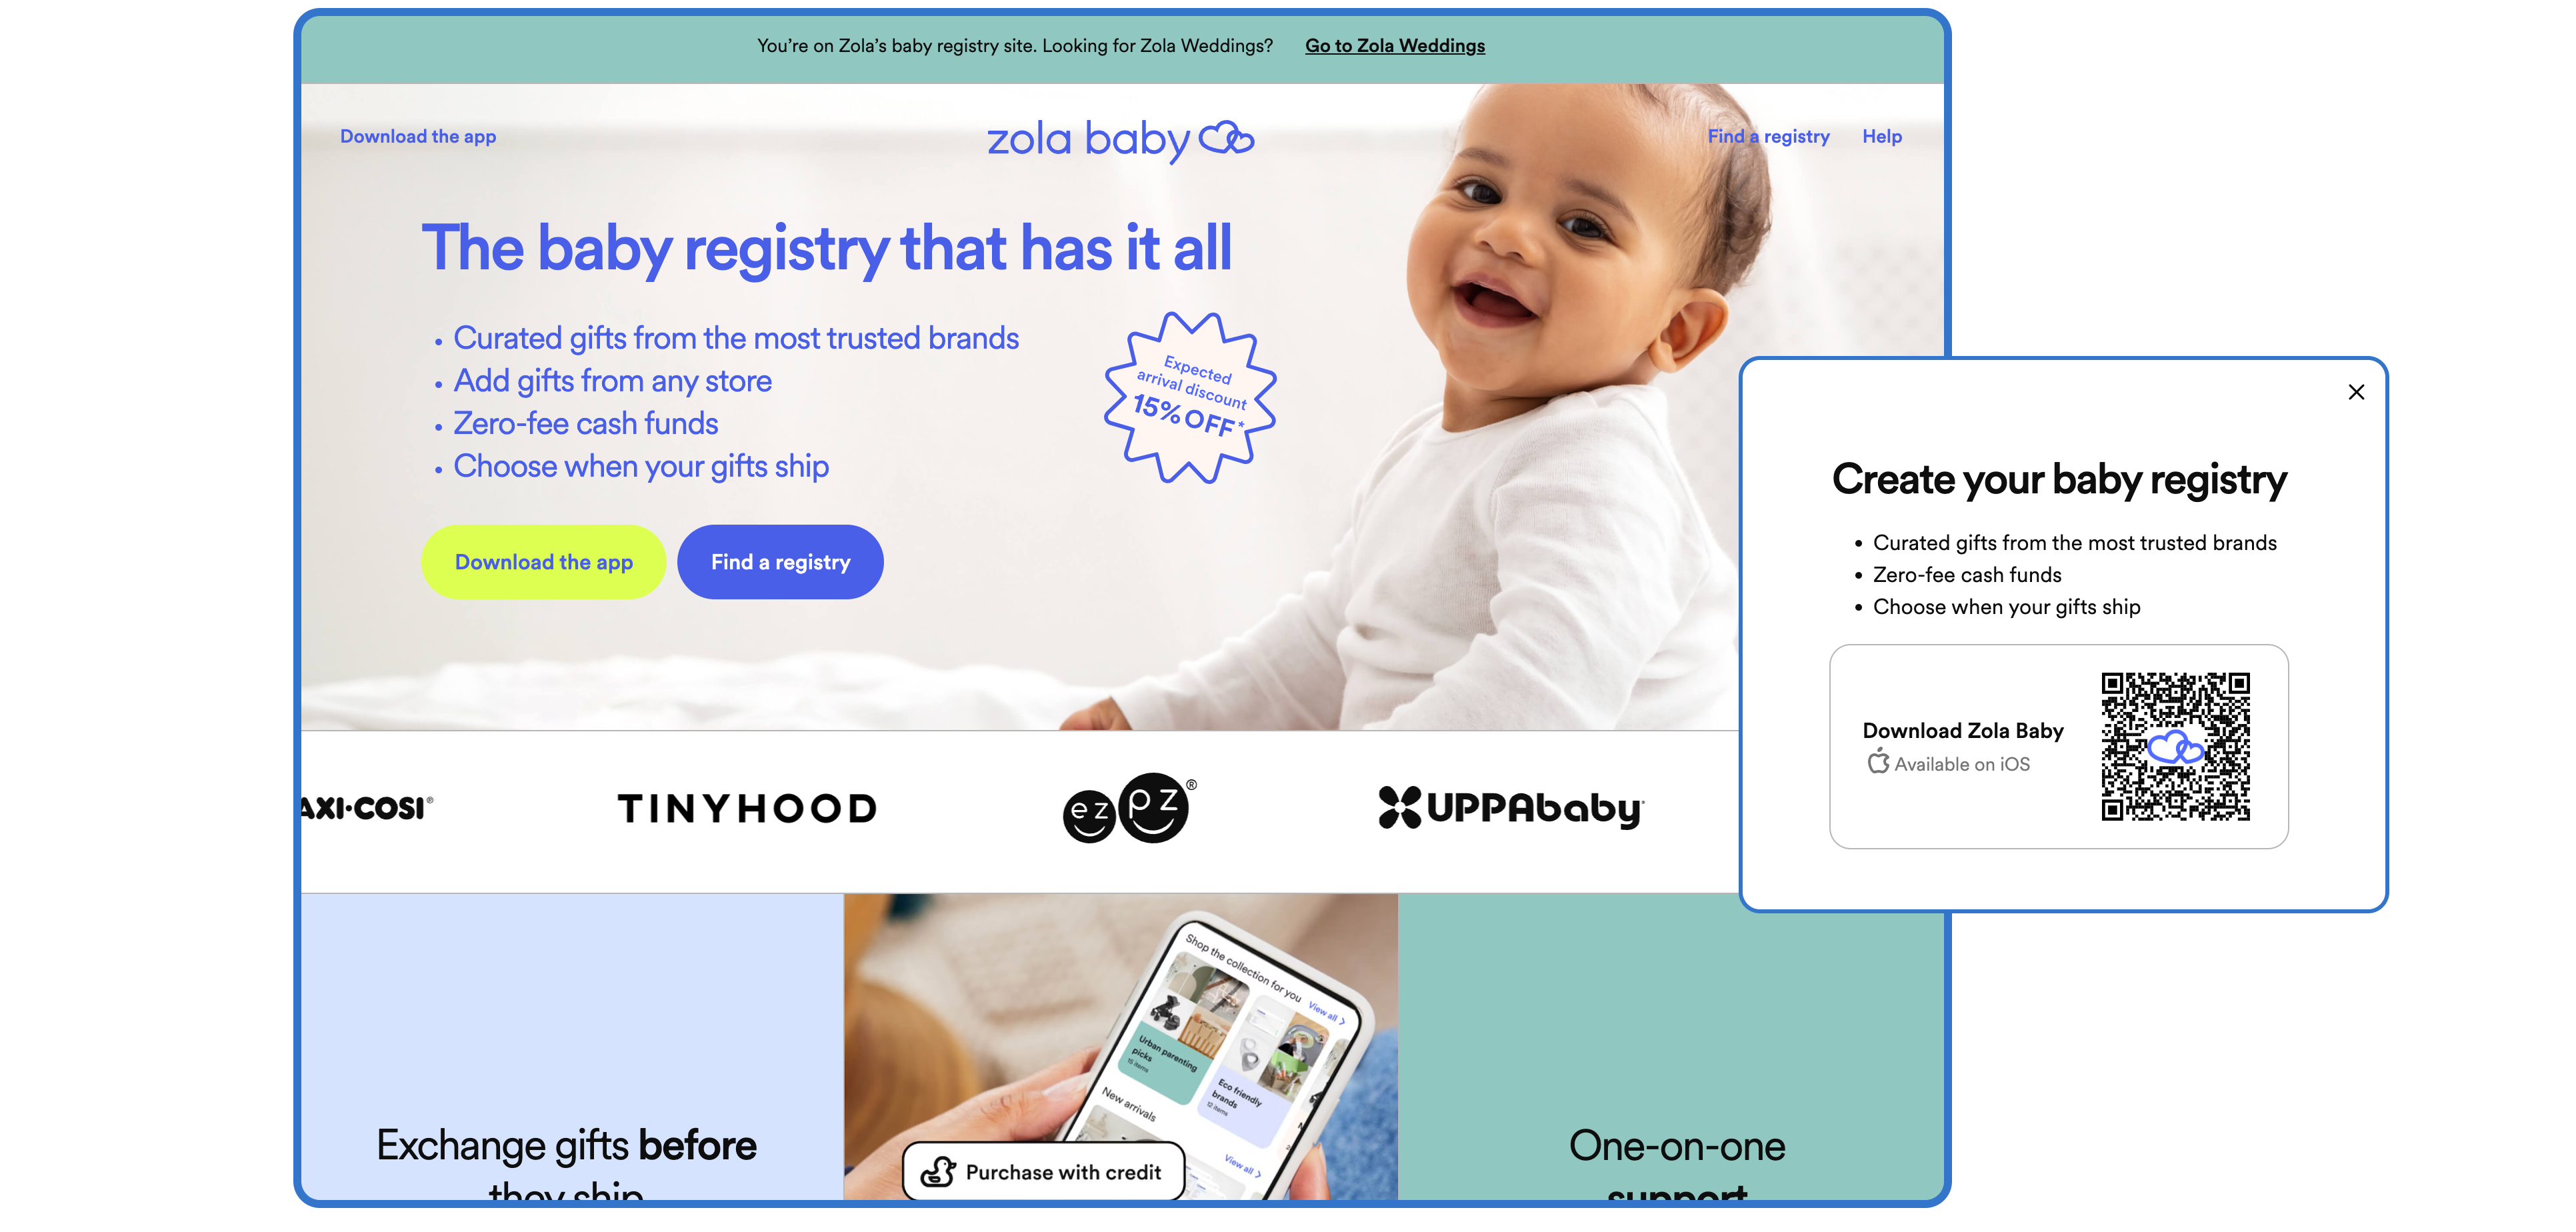 You're on Zola's baby registry site. Looking for Zola Weddings? Go to Zola Weddings
Download the app
zola baby
Find a registry Help
The baby registry that has it all
• Curated gifts from the most trusted brands
• Add gifts from any store
• Zero-fee cash funds
• Choose when your gifts ship
Expected
arrival discount
15% OFF*
Download the app
Find a registry
AXI·COSI®
TINYHOOD
ez pz®
UPPAbaby
Exchange gifts before
they ship
Shop the collection for you View all >
Urban parenting
picks
15 items
Eco friendly
brands
12 items
New arrivals
View all >
Purchase with credit
One-on-one
support
×
Create your baby registry
• Curated gifts from the most trusted brands
• Zero-fee cash funds
• Choose when your gifts ship
Download Zola Baby
Available on iOS